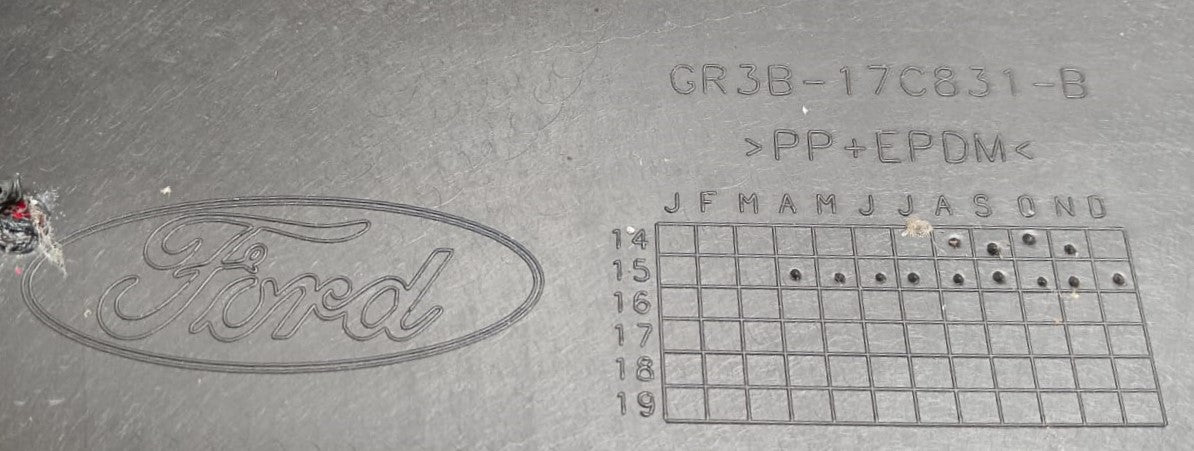 GR3B-17C831-B
>PP+EPDM<
Ford
J F M A M J J A S O N D
14
15
16
17
18
19